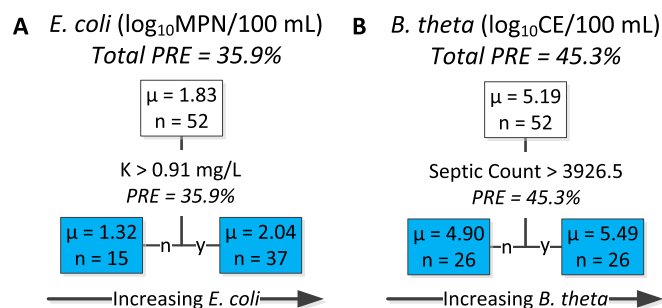 A E. coli (log₁₀MPN/100 mL)
Total PRE = 35.9%
μ = 1.83
n = 52
K > 0.91 mg/L
PRE = 35.9%
μ = 1.32
n = 15
n y
μ = 2.04
n = 37
Increasing E. coli
B B. theta (log₁₀CE/100 mL)
Total PRE = 45.3%
μ = 5.19
n = 52
Septic Count > 3926.5
PRE = 45.3%
μ = 4.90
n = 26
n y
μ = 5.49
n = 26
Increasing B. theta